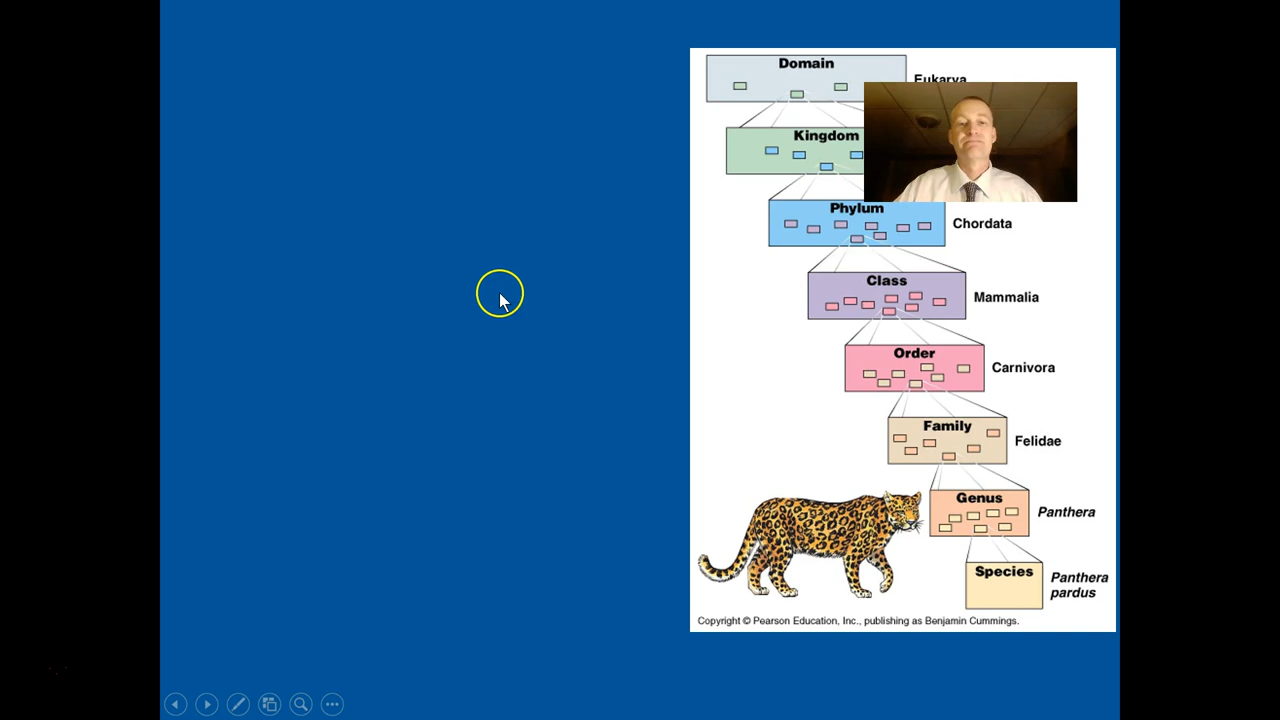 Domain
Eukarya
Kingdom
Phylum
Chordata
Class
Mammalia
Order
Carnivora
Family
Felidae
Genus
Panthera
Species
Panthera
pardus
Copyright © Pearson Education, Inc., publishing as Benjamin Cummings.